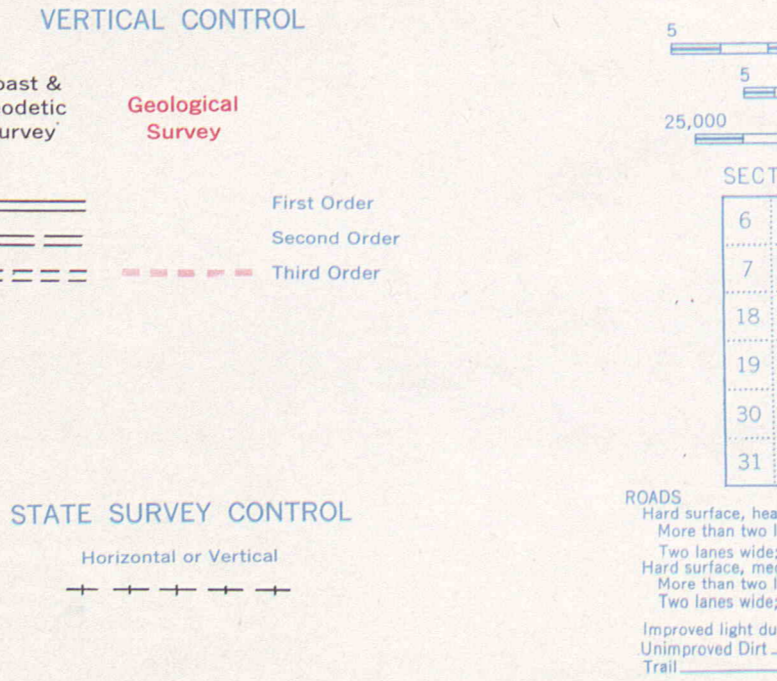 VERTICAL CONTROL
oast &
odetic
urvey
Geological
Survey
First Order
Second Order
Third Order
STATE SURVEY CONTROL
Horizontal or Vertical
5
5
25,000
SECT
6
7
18
19
30
31
ROADS
Hard surface, hea
More than two l
Two lanes wide;
Hard surface, med
More than two l
Two lanes wide;
Improved light du
Unimproved Dirt
Trail